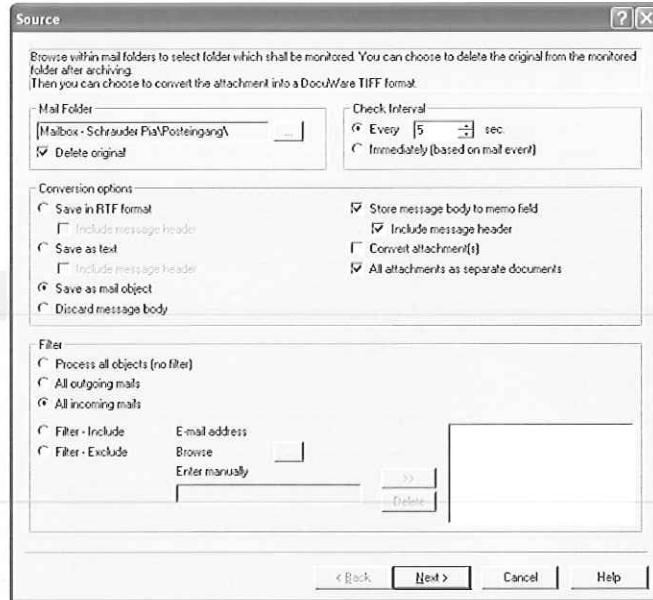 Source
Browse within mail folders to select folder which shall be monitored. You can choose to delete the original from the monitored
folder after archiving.
Then you can choose to convert the attachment into a DocuWare TIFF format.
Mail Folder
Mailbox - Schrauder Pia\Posteingang\
...
Delete original
Check Interval
Every 5 sec.
Immediately (based on mail event)
Conversion options
Save in RTF format
Include message header
Save as text
Include message header
Save as mail object
Discard message body
Store message body to memo field
Include message header
Convert attachment(s)
All attachments as separate documents
Filter
Process all objects (no filter)
All outgoing mails
All incoming mails
Filter - Include
Filter - Exclude
E-mail address
Browse
Enter manually
>>
Delete
< Back
Next >
Cancel
Help